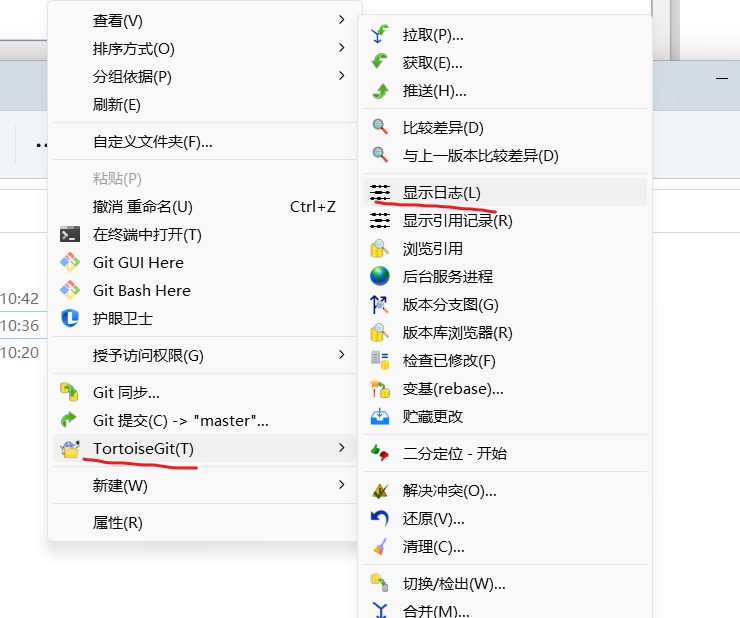 查看(V)
排序方式(O)
分组依据(P)
刷新(E)
自定义文件夹(F)...
粘贴(P)
撤消 重命名(U) Ctrl+Z
在终端中打开(T)
Git GUI Here
Git Bash Here
护眼卫士
授予访问权限(G)
Git 同步...
Git 提交(C) -> "master"...
TortoiseGit(T)
新建(W)
属性(R)
拉取(P)...
获取(E)...
推送(H)...
比较差异(D)
与上一版本比较差异(D)
显示日志(L)
显示引用记录(R)
浏览引用
后台服务进程
版本分支图(G)
版本库浏览器(R)
检查已修改(F)
变基(rebase)...
贮藏更改
二分定位 - 开始
解决冲突(O)...
还原(V)...
清理(C)...
切换/检出(W)...
合并(M)...
10:42
10:36
10:20